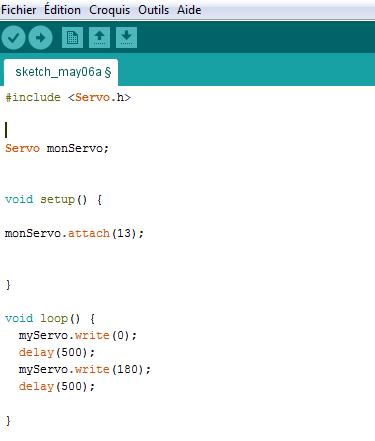 Fichier Édition Croquis Outils Aide
sketch_may06a §
#include <Servo.h>
Servo monServo;
void setup() {
monServo.attach(13);
}
void loop() {
myServo.write(0);
delay(500);
myServo.write(180);
delay(500);
}